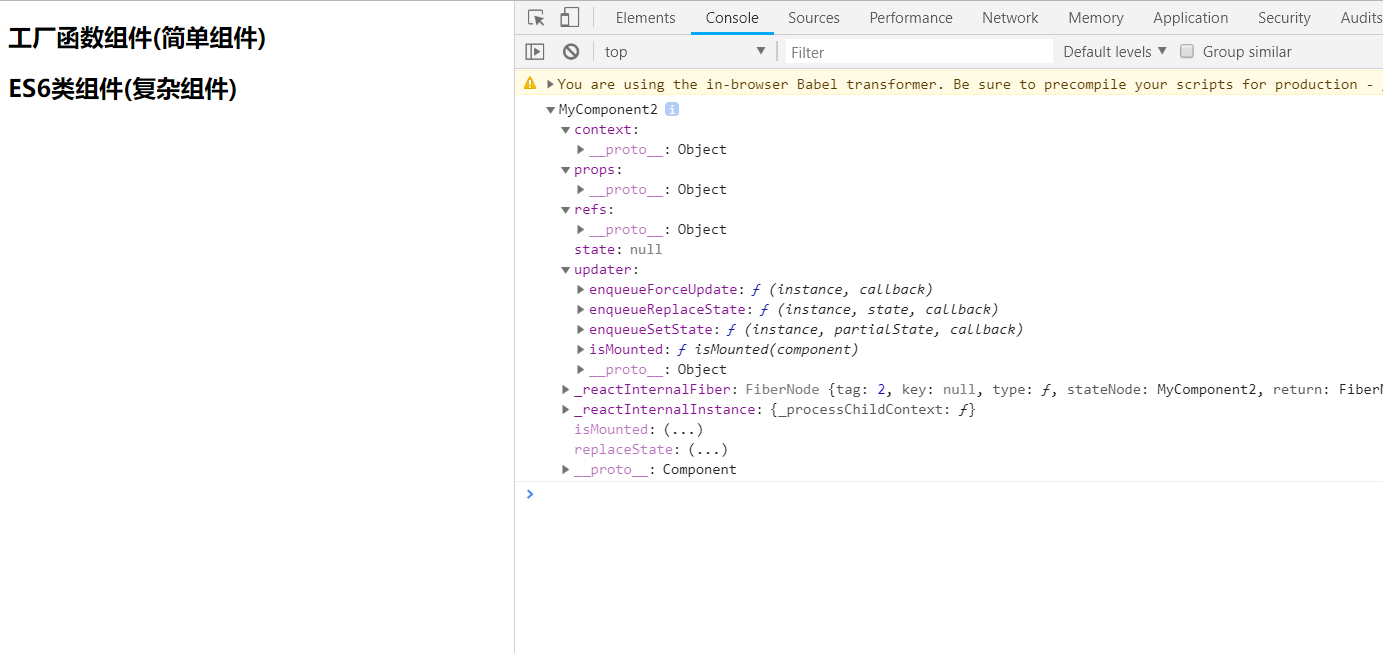 工厂函数组件(简单组件)
ES6类组件(复杂组件)
Elements Console Sources Performance Network Memory Application Security Audits
top Filter Default levels Group similar
You are using the in-browser Babel transformer. Be sure to precompile your scripts for production -
MyComponent2 i
context:
__proto__: Object
props:
__proto__: Object
refs:
__proto__: Object
state: null
updater:
enqueueForceUpdate: ƒ (instance, callback)
enqueueReplaceState: ƒ (instance, state, callback)
enqueueSetState: ƒ (instance, partialState, callback)
isMounted: ƒ isMounted(component)
__proto__: Object
_reactInternalFiber: FiberNode {tag: 2, key: null, type: ƒ, stateNode: MyComponent2, return: FiberN
_reactInternalInstance: {_processChildContext: ƒ}
isMounted: (...)
replaceState: (...)
__proto__: Component